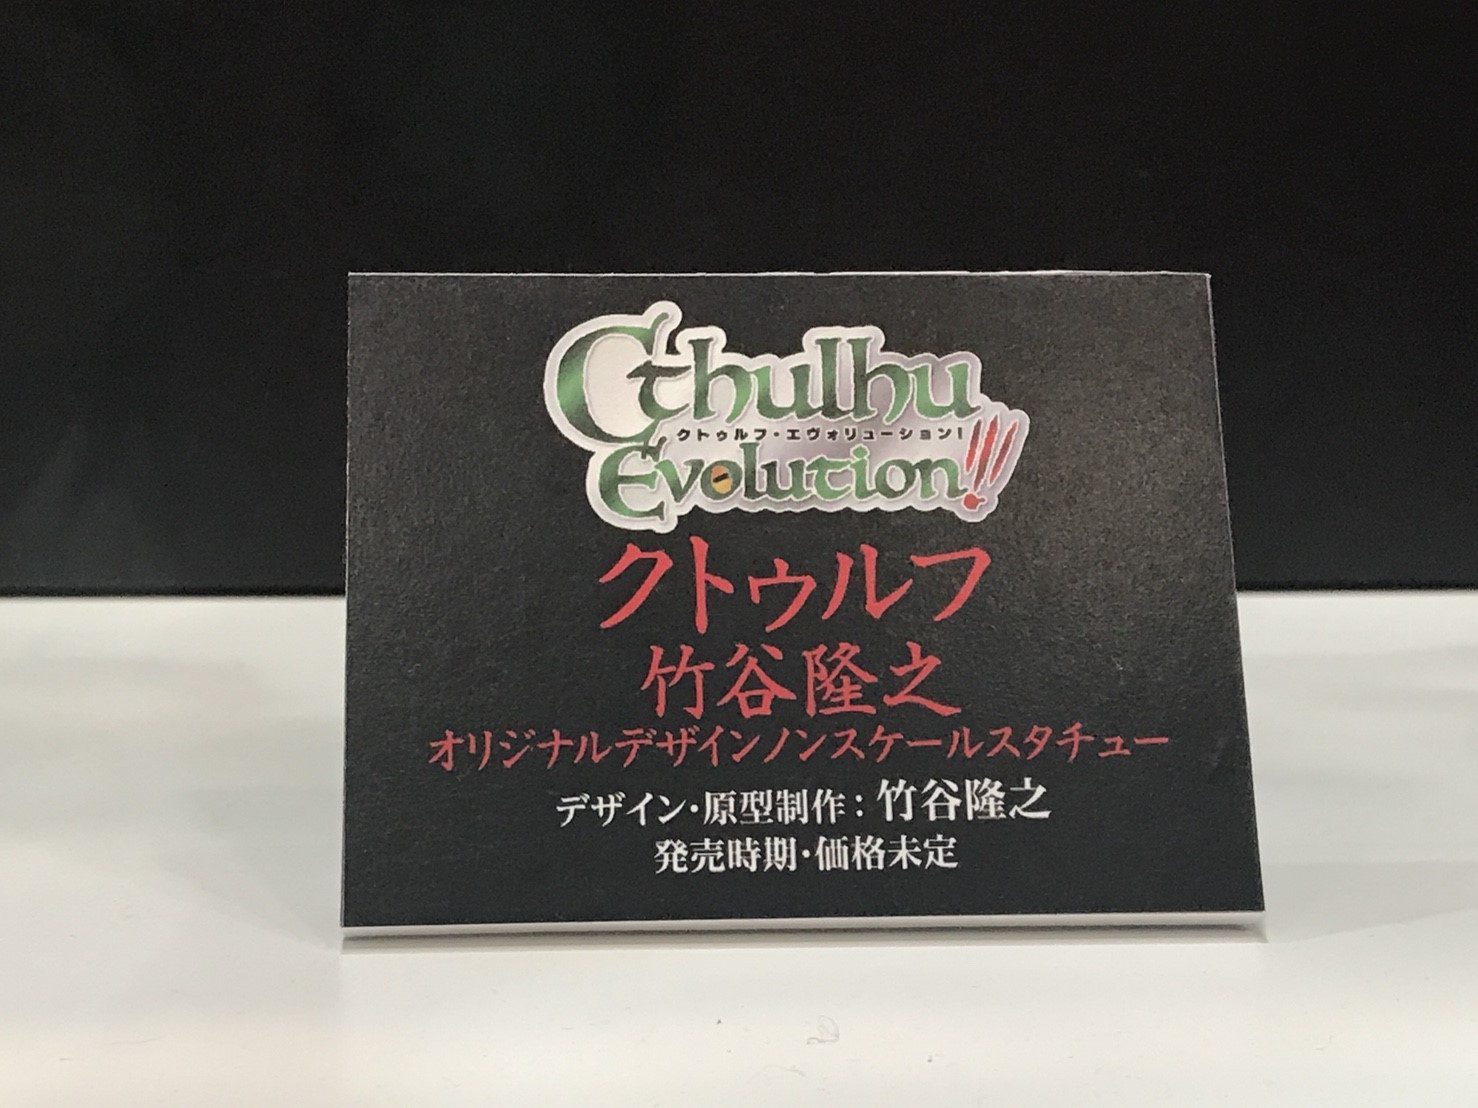 Cthulhu
クトゥルフ・エヴォリューション!
Evolution!!!
クトゥルフ
竹谷隆之
オリジナルデザインノンスケールスタチュー
デザイン・原型制作：竹谷隆之
発売時期・価格未定